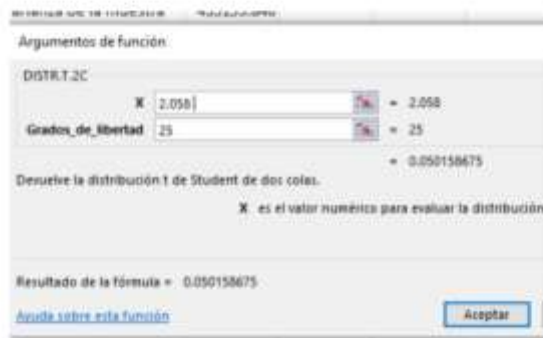 Argumentos de función
DISTR.T.2C
X 2.058 = 2.058
Grados_de_libertad 25 = 25
= 0.050158675
Devuelve la distribución t de Student de dos colas.
X es el valor numérico para evaluar la distribución
Resultado de la fórmula = 0.050158675
Ayuda sobre esta función Aceptar